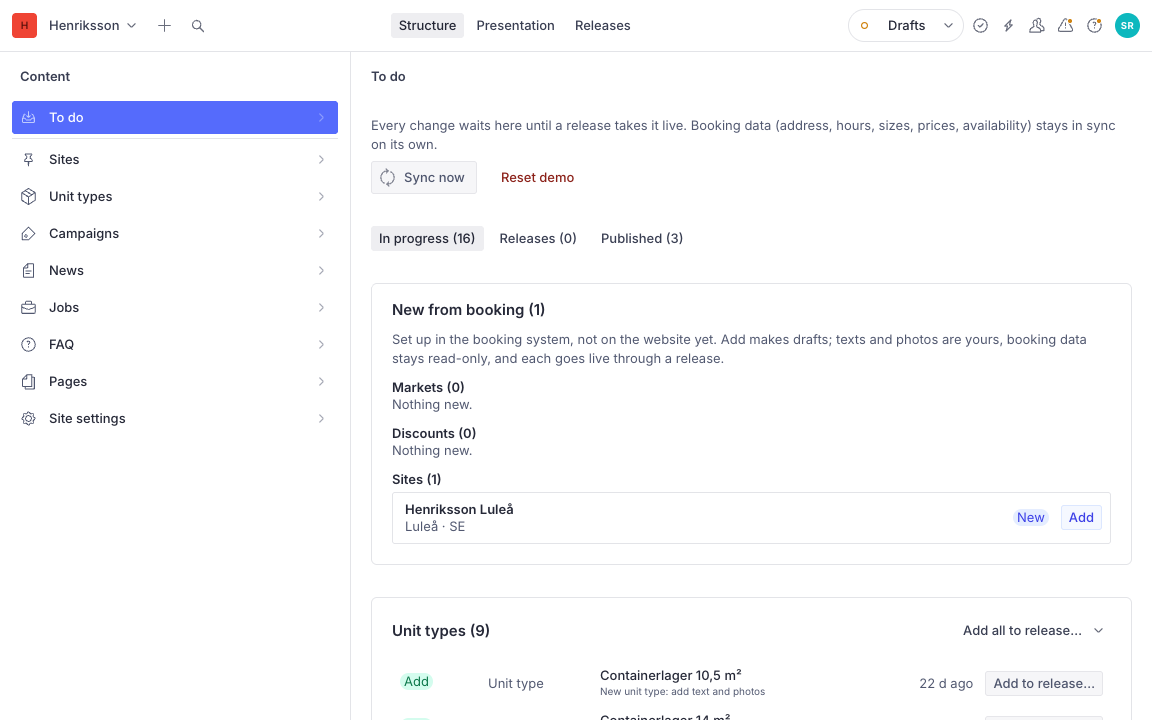 H Henriksson Structure Presentation Releases Drafts SR
Content
To do
Sites
Unit types
Campaigns
News
Jobs
FAQ
Pages
Site settings
To do
Every change waits here until a release takes it live. Booking data (address, hours, sizes, prices, availability) stays in sync
on its own.
Sync now Reset demo
In progress (16) Releases (0) Published (3)
New from booking (1)
Set up in the booking system, not on the website yet. Add makes drafts; texts and photos are yours, booking data
stays read-only, and each goes live through a release.
Markets (0)
Nothing new.
Discounts (0)
Nothing new.
Sites (1)
Henriksson Luleå
Luleå · SE
New Add
Unit types (9) Add all to release...
Add Unit type Containerlager 10,5 m² 22 d ago Add to release...
New unit type: add text and photos
Containerlager 14 m²